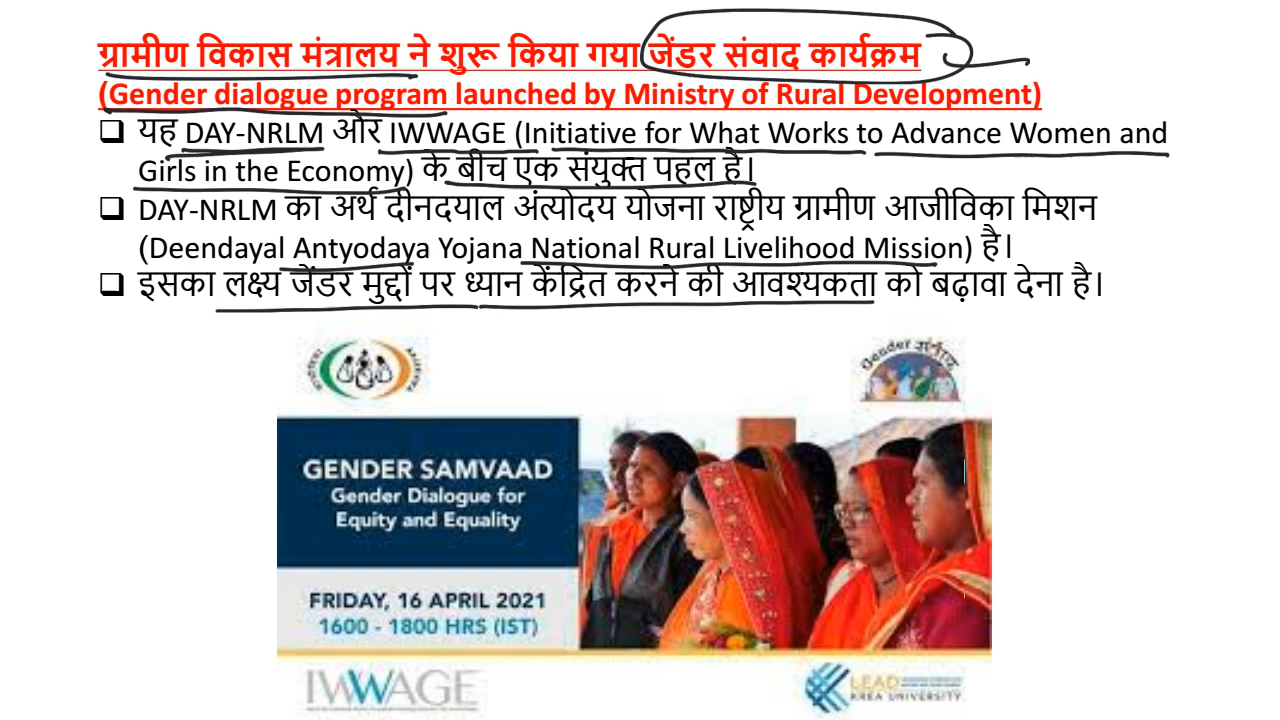 ग्रामीण विकास मंत्रालय ने शुरू किया गया जेंडर संवाद कार्यक्रम
(Gender dialogue program launched by Ministry of Rural Development)
❑ यह DAY-NRLM और IWWAGE (Initiative for What Works to Advance Women and
Girls in the Economy) के बीच एक संयुक्त पहल है।
❑ DAY-NRLM का अर्थ दीनदयाल अंत्योदय योजना राष्ट्रीय ग्रामीण आजीविका मिशन
(Deendayal Antyodaya Yojana National Rural Livelihood Mission) है।
❑ इसका लक्ष्य जेंडर मुद्दों पर ध्यान केंद्रित करने की आवश्यकता को बढ़ावा देना है।
Gender संवाद
GENDER SAMVAAD
Gender Dialogue for
Equity and Equality
FRIDAY, 16 APRIL 2021
1600 - 1800 HRS (IST)
IWWAGE
LEAD
KREA UNIVERSITY